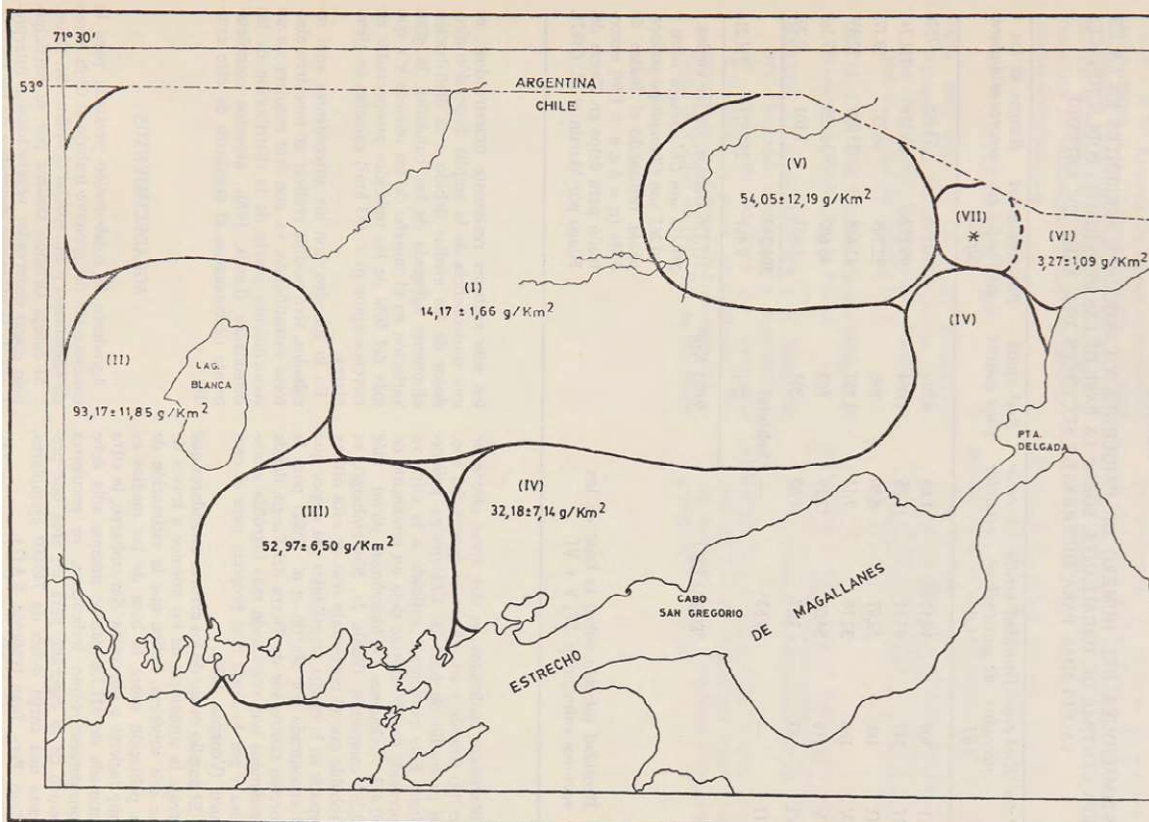 71°30'
53°
ARGENTINA
CHILE
(V)
54,05±12,19 g/Km²
(VII)
*
(VI)
3,27±1,09 g/Km²
(I)
14,17 ±1,66 g/Km²
(IV)
(II)
LAG.
BLANCA
93,17±11,85 g/Km²
PTA.
DELGADA
(IV)
32,18±7,14 g/Km²
(III)
52,97±6,50 g/Km²
CABO
SAN GREGORIO
ESTRECHO DE MAGALLANES